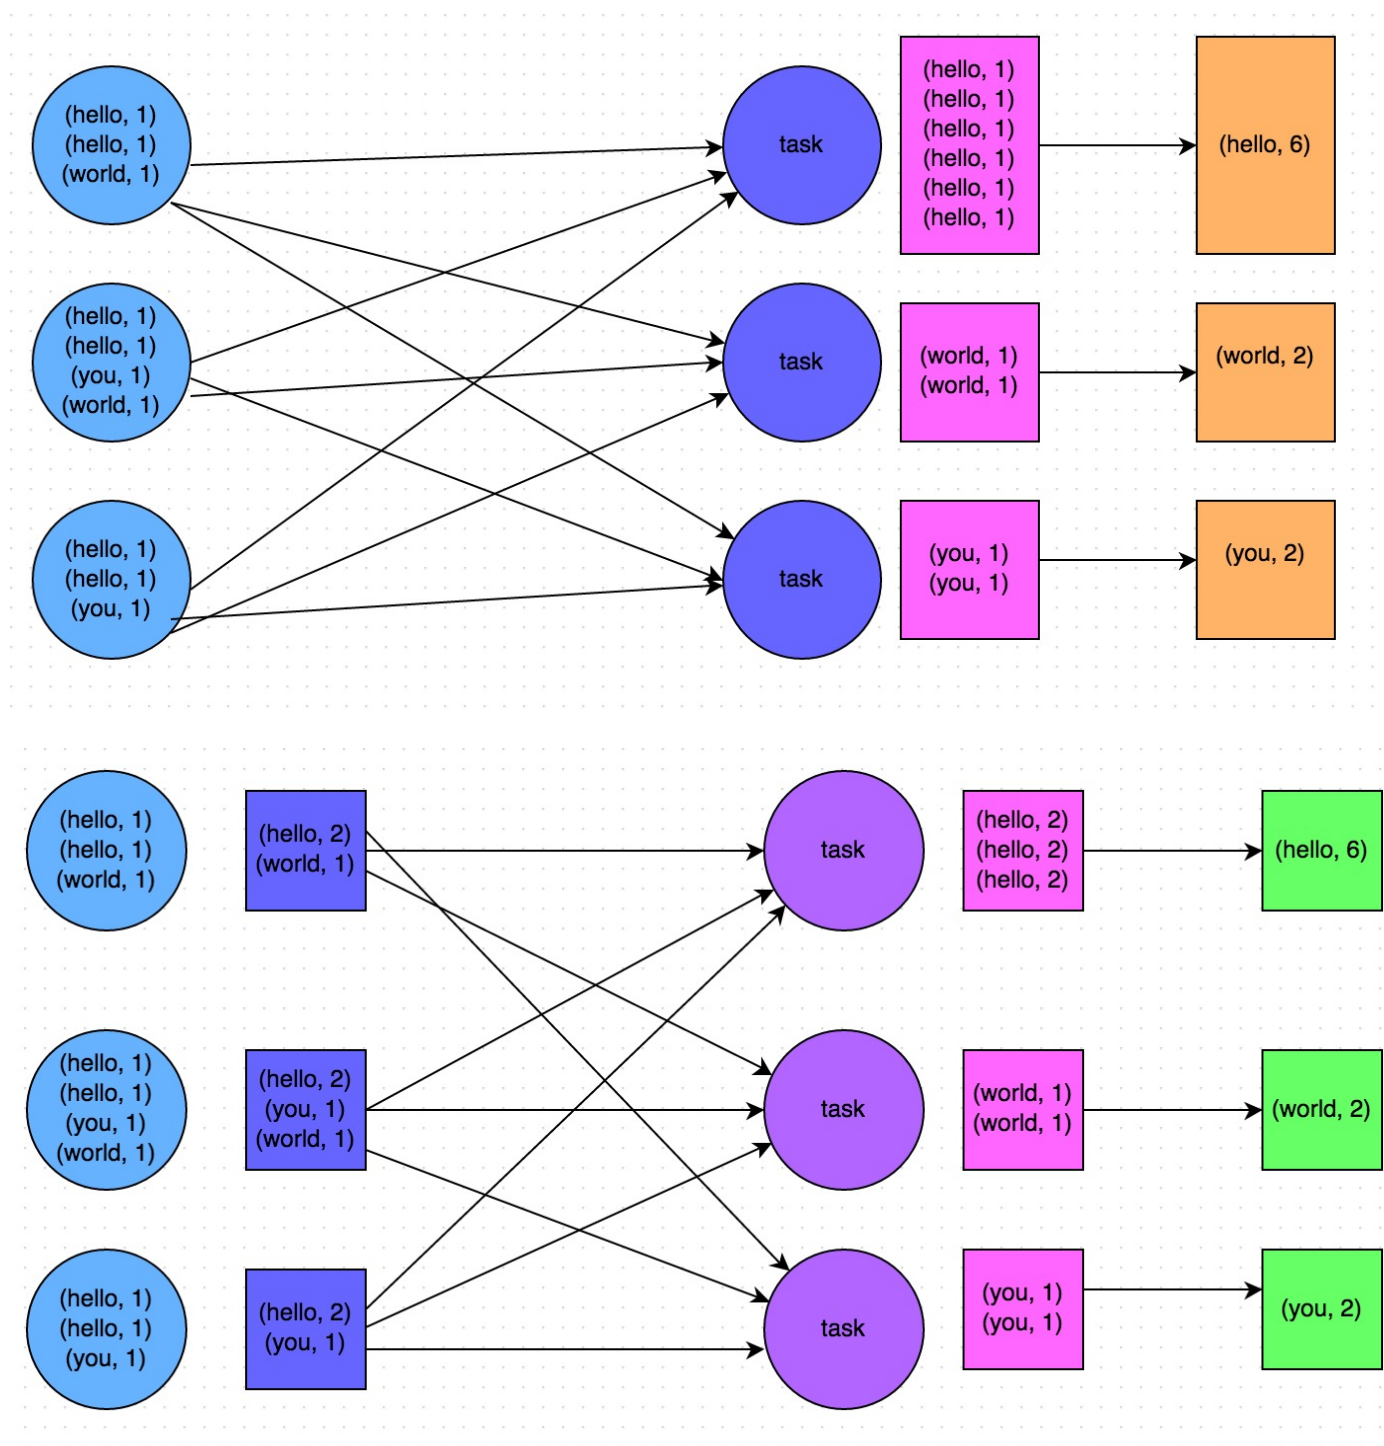 (hello, 1)
(hello, 1)
(world, 1)
task
(hello, 1)
(hello, 1)
(hello, 1)
(hello, 1)
(hello, 1)
(hello, 1)
(hello, 6)
(hello, 1)
(hello, 1)
(you, 1)
(world, 1)
task
(world, 1)
(world, 1)
(world, 2)
(hello, 1)
(hello, 1)
(you, 1)
task
(you, 1)
(you, 1)
(you, 2)
(hello, 1)
(hello, 1)
(world, 1)
(hello, 2)
(world, 1)
task
(hello, 2)
(hello, 2)
(hello, 2)
(hello, 6)
(hello, 1)
(hello, 1)
(you, 1)
(world, 1)
(hello, 2)
(you, 1)
(world, 1)
task
(world, 1)
(world, 1)
(world, 2)
(hello, 1)
(hello, 1)
(you, 1)
(hello, 2)
(you, 1)
task
(you, 1)
(you, 1)
(you, 2)